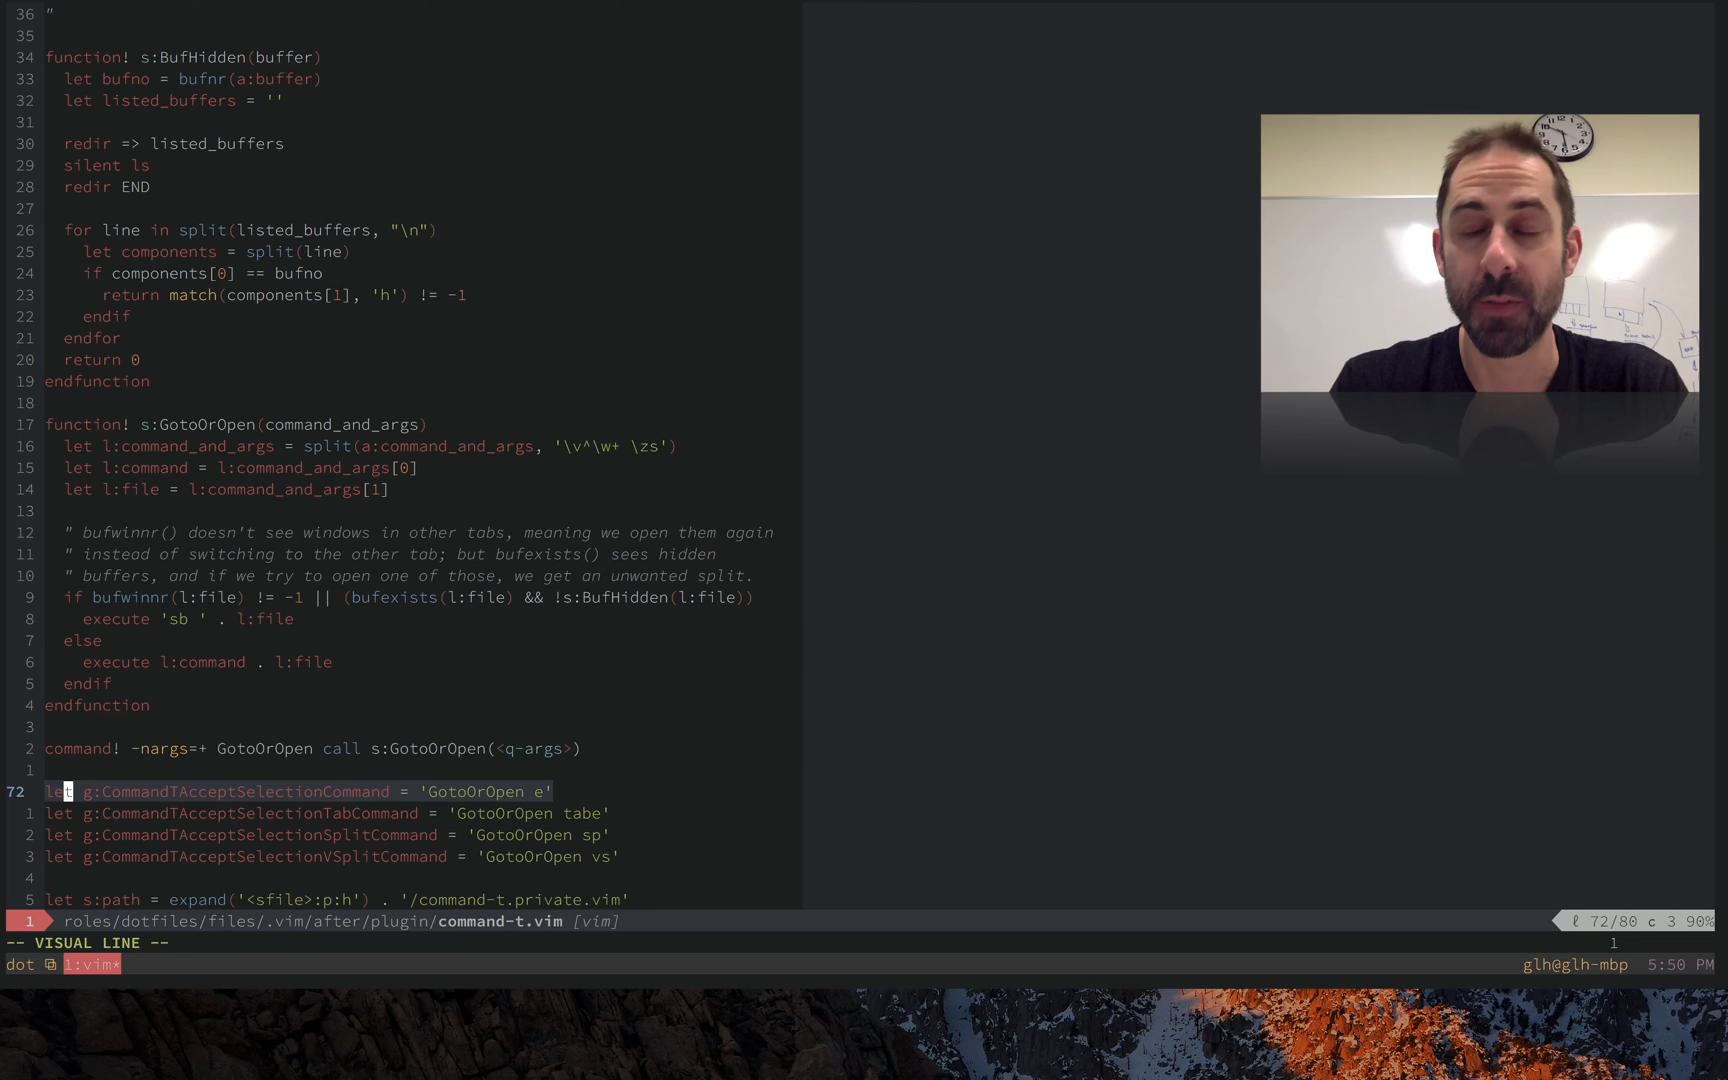 36 "
35
34 function! s:BufHidden(buffer)
33 let bufno = bufnr(a:buffer)
32 let listed_buffers = ''
31
30 redir => listed_buffers
29 silent ls
28 redir END
27
26 for line in split(listed_buffers, "\n")
25 let components = split(line)
24 if components[0] == bufno
23 return match(components[1], 'h') != -1
22 endif
21 endfor
20 return 0
19 endfunction
18
17 function! s:GotoOrOpen(command_and_args)
16 let l:command_and_args = split(a:command_and_args, '\v^\w+ \zs')
15 let l:command = l:command_and_args[0]
14 let l:file = l:command_and_args[1]
13
12 " bufwinnr() doesn't see windows in other tabs, meaning we open them again
11 " instead of switching to the other tab; but bufexists() sees hidden
10 " buffers, and if we try to open one of those, we get an unwanted split.
9 if bufwinnr(l:file) != -1 || (bufexists(l:file) && !s:BufHidden(l:file))
8 execute 'sb ' . l:file
7 else
6 execute l:command . l:file
5 endif
4 endfunction
3
2 command! -nargs=+ GotoOrOpen call s:GotoOrOpen(<q-args>)
1
72 let g:CommandTAcceptSelectionCommand = 'GotoOrOpen e'
1 let g:CommandTAcceptSelectionTabCommand = 'GotoOrOpen tabe'
2 let g:CommandTAcceptSelectionSplitCommand = 'GotoOrOpen sp'
3 let g:CommandTAcceptSelectionVSplitCommand = 'GotoOrOpen vs'
4
5 let s:path = expand('<sfile>:p:h') . '/command-t.private.vim'
1 roles/dotfiles/files/.vim/after/plugin/command-t.vim [vim] ℓ 72/80 c 3 90%
-- VISUAL LINE -- 1
dot 1:vim* glh@glh-mbp 5:50 PM